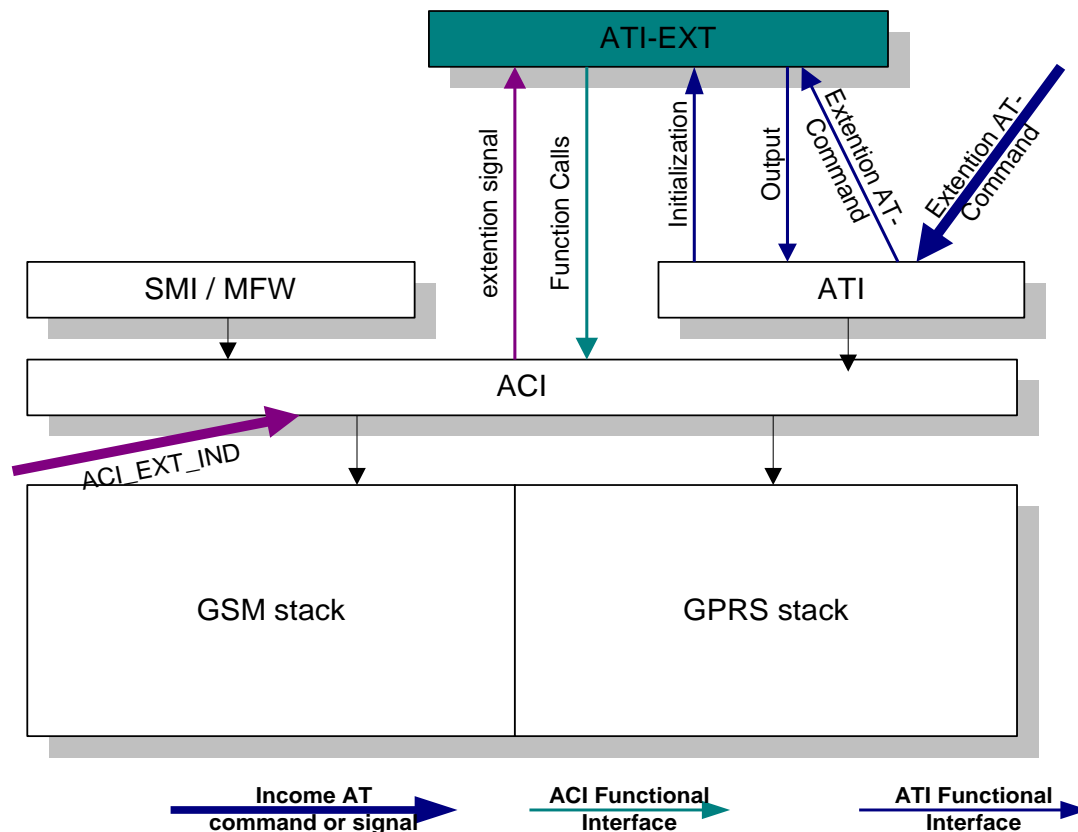 ATI-EXT
extention signal
Function Calls
Initialization
Output
Extention AT-
Command
Extention AT-
Command
SMI / MFW
ATI
ACI
ACI_EXT_IND
GSM stack
GPRS stack
Income AT
command or signal
ACI Functional
Interface
ATI Functional
Interface